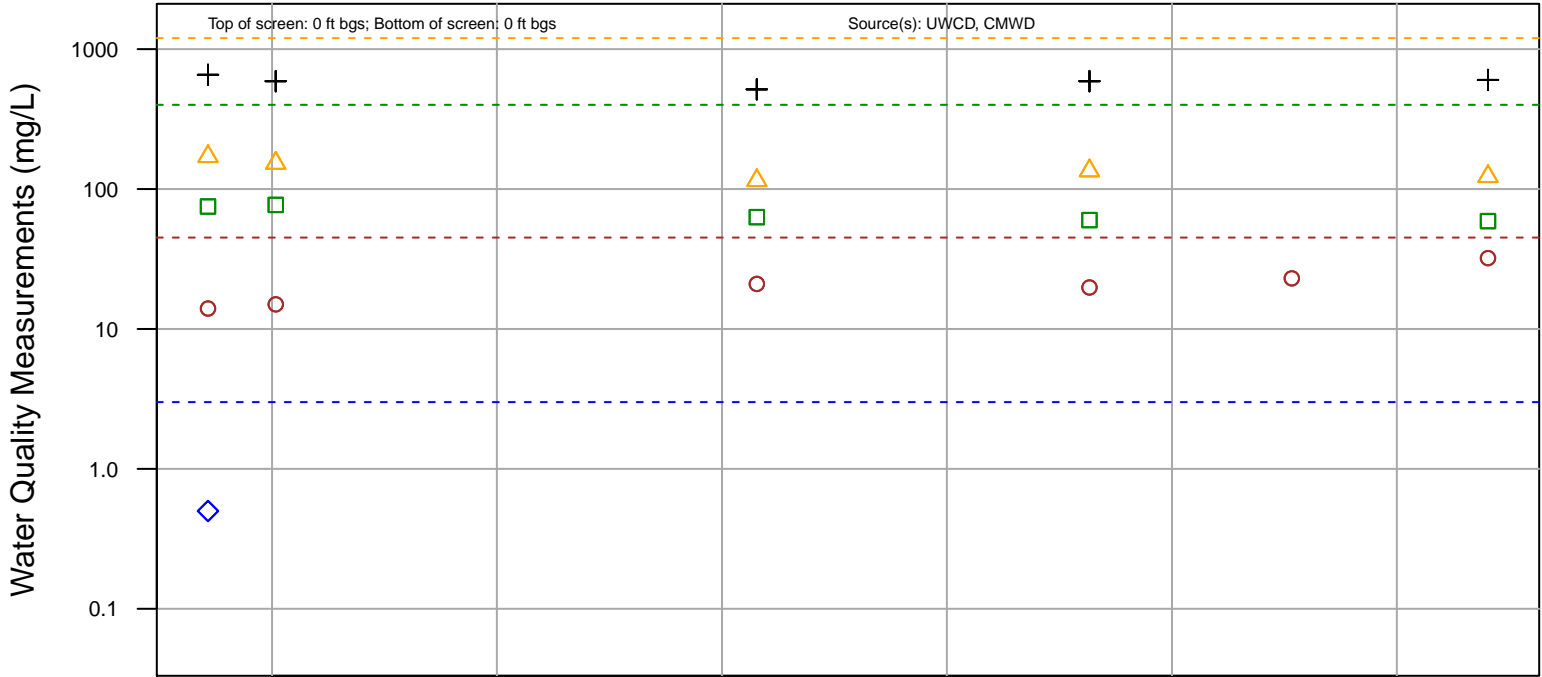 Top of screen: 0 ft bgs; Bottom of screen: 0 ft bgs
Source(s): UWCD, CMWD
Water Quality Measurements (mg/L)
1000
100
10
1.0
0.1